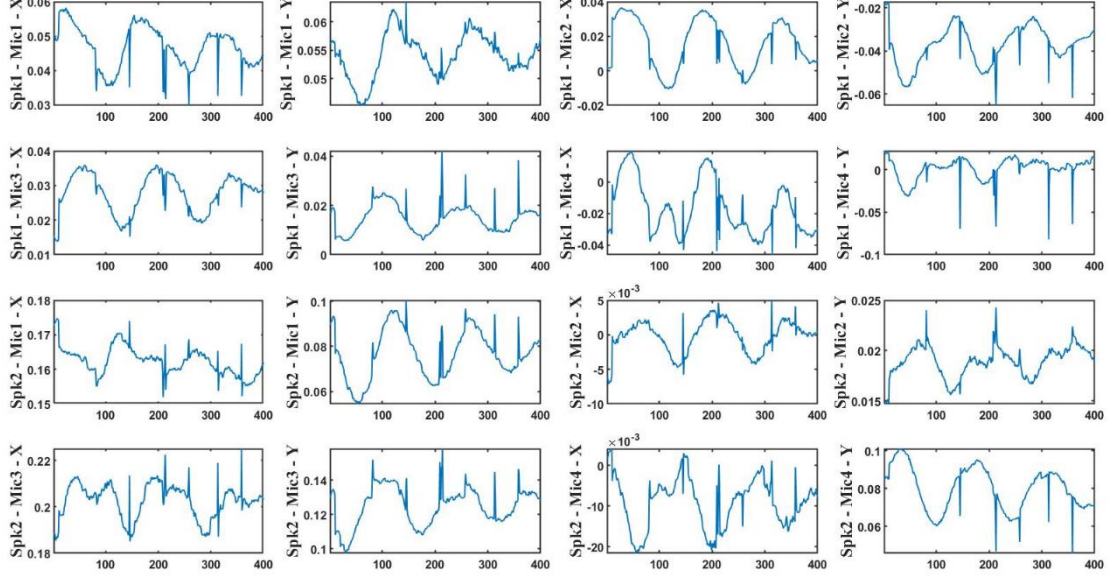 Spk1 - Mic1 - X
0.06
0.05
0.04
0.03
100 200 300 400
Spk1 - Mic1 - Y
0.06
0.055
0.05
100 200 300 400
Spk1 - Mic2 - X
0.04
0.02
0
-0.02
100 200 300 400
Spk1 - Mic2 - Y
-0.02
-0.04
-0.06
100 200 300 400
Spk1 - Mic3 - X
0.04
0.03
0.02
0.01
100 200 300 400
Spk1 - Mic3 - Y
0.04
0.02
0
100 200 300 400
Spk1 - Mic4 - X
0
-0.02
-0.04
100 200 300 400
Spk1 - Mic4 - Y
0
-0.05
-0.1
100 200 300 400
Spk2 - Mic1 - X
0.18
0.17
0.16
0.15
100 200 300 400
Spk2 - Mic1 - Y
0.1
0.08
0.06
100 200 300 400
Spk2 - Mic2 - X
×10-3
5
0
-5
-10
100 200 300 400
Spk2 - Mic2 - Y
0.025
0.02
0.015
100 200 300 400
Spk2 - Mic3 - X
0.22
0.2
0.18
100 200 300 400
Spk2 - Mic3 - Y
0.14
0.12
0.1
100 200 300 400
Spk2 - Mic4 - X
×10-3
0
-10
-20
100 200 300 400
Spk2 - Mic4 - Y
0.1
0.08
0.06
100 200 300 400